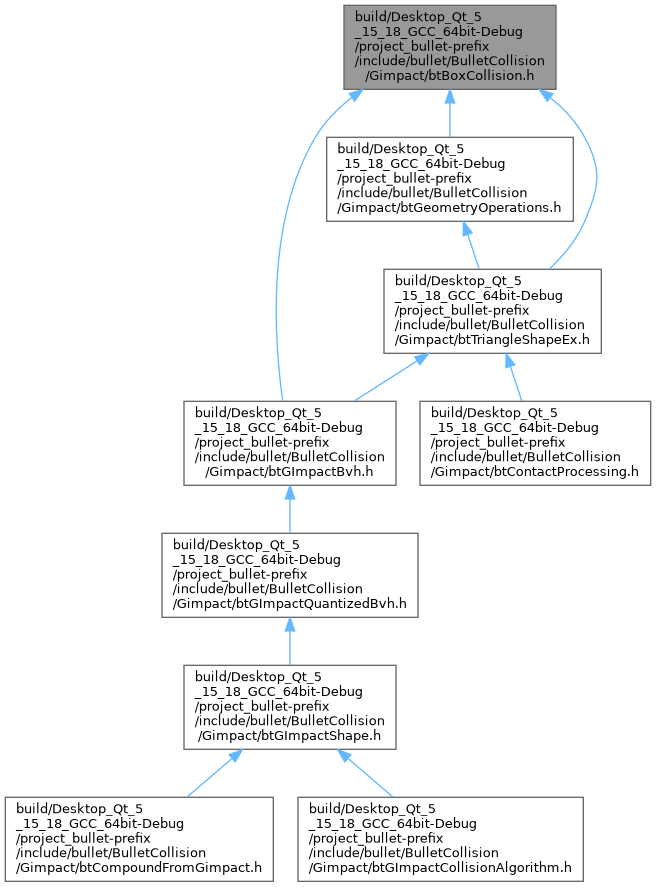 build/Desktop_Qt_5
_15_18_GCC_64bit-Debug
/project_bullet-prefix
/include/bullet/BulletCollision
/Gimpact/btBoxCollision.h
build/Desktop_Qt_5
_15_18_GCC_64bit-Debug
/project_bullet-prefix
/include/bullet/BulletCollision
/Gimpact/btGeometryOperations.h
build/Desktop_Qt_5
_15_18_GCC_64bit-Debug
/project_bullet-prefix
/include/bullet/BulletCollision
/Gimpact/btTriangleShapeEx.h
build/Desktop_Qt_5
_15_18_GCC_64bit-Debug
/project_bullet-prefix
/include/bullet/BulletCollision
/Gimpact/btGImpactBvh.h
build/Desktop_Qt_5
_15_18_GCC_64bit-Debug
/project_bullet-prefix
/include/bullet/BulletCollision
/Gimpact/btContactProcessing.h
build/Desktop_Qt_5
_15_18_GCC_64bit-Debug
/project_bullet-prefix
/include/bullet/BulletCollision
/Gimpact/btGImpactQuantizedBvh.h
build/Desktop_Qt_5
_15_18_GCC_64bit-Debug
/project_bullet-prefix
/include/bullet/BulletCollision
/Gimpact/btGImpactShape.h
build/Desktop_Qt_5
_15_18_GCC_64bit-Debug
/project_bullet-prefix
/include/bullet/BulletCollision
/Gimpact/btCompoundFromGimpact.h
build/Desktop_Qt_5
_15_18_GCC_64bit-Debug
/project_bullet-prefix
/include/bullet/BulletCollision
/Gimpact/btGImpactCollisionAlgorithm.h